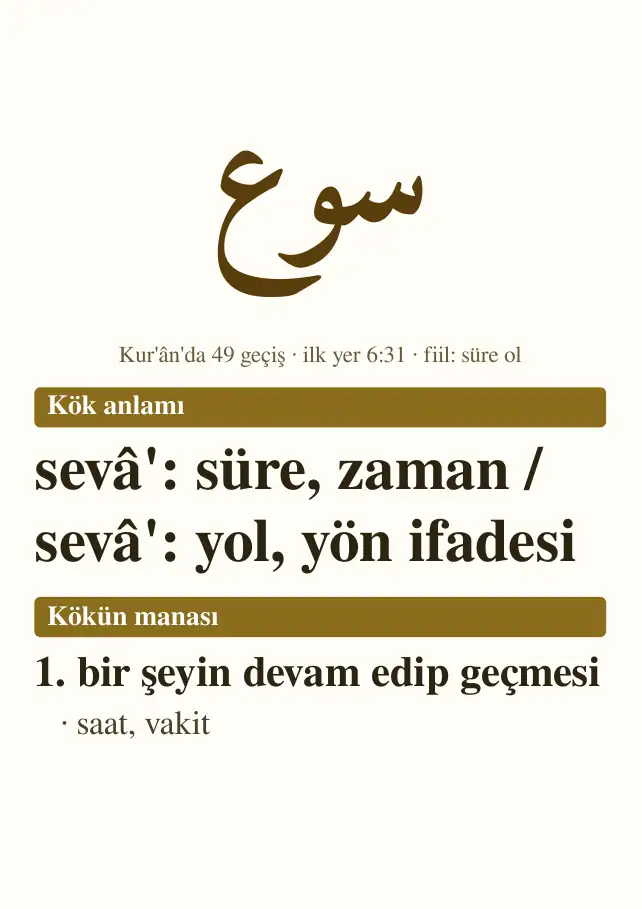 سوع
Kur'ân'da 49 geçiş · ilk yer 6:31 · fiil: süre ol
Kök anlamı
sevâ': süre, zaman /
sevâ': yol, yön ifadesi
Kökün manası
1. bir şeyin devam edip geçmesi
· saat, vakit